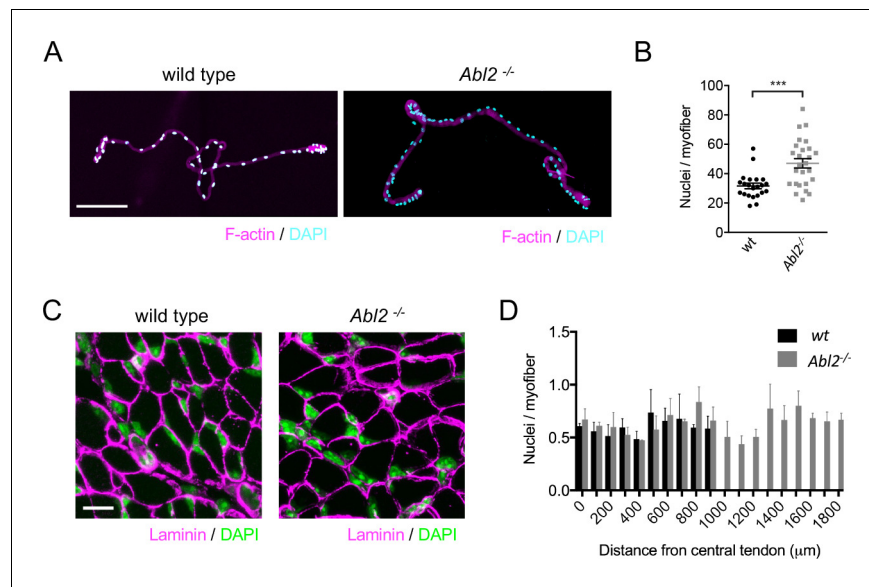 A
wild type
Abl2 -/-
F-actin / DAPI
F-actin / DAPI
B
***
Nuclei / myofiber
100
80
60
40
20
0
wt
Abl2-/-
C
wild type
Abl2 -/-
Laminin / DAPI
Laminin / DAPI
D
wt
Abl2-/-
Nuclei / myofiber
1.5
1.0
0.5
0.0
0
200
400
600
800
1000
1200
1400
1600
1800
Distance fron central tendon (μm)